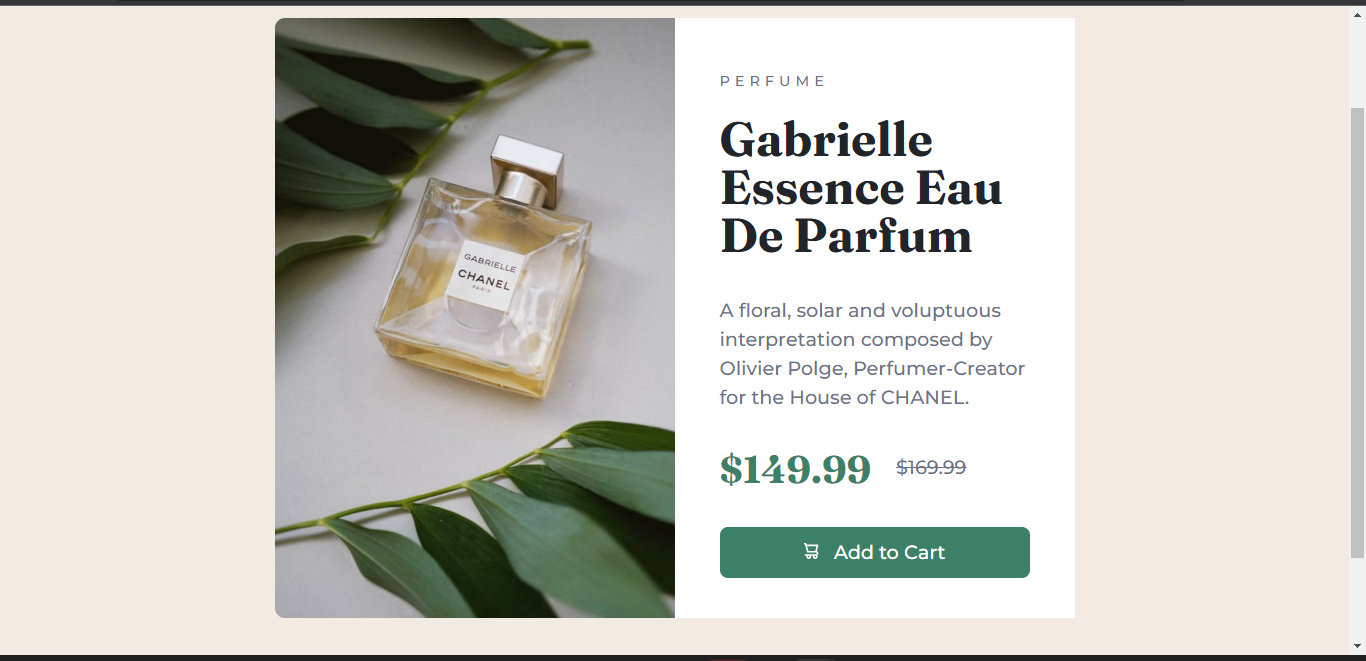 GABRIELLE
CHANEL
PARIS
PERFUME
Gabrielle
Essence Eau
De Parfum
A floral, solar and voluptuous
interpretation composed by
Olivier Polge, Perfumer-Creator
for the House of CHANEL.
$149.99 $169.99
Add to Cart